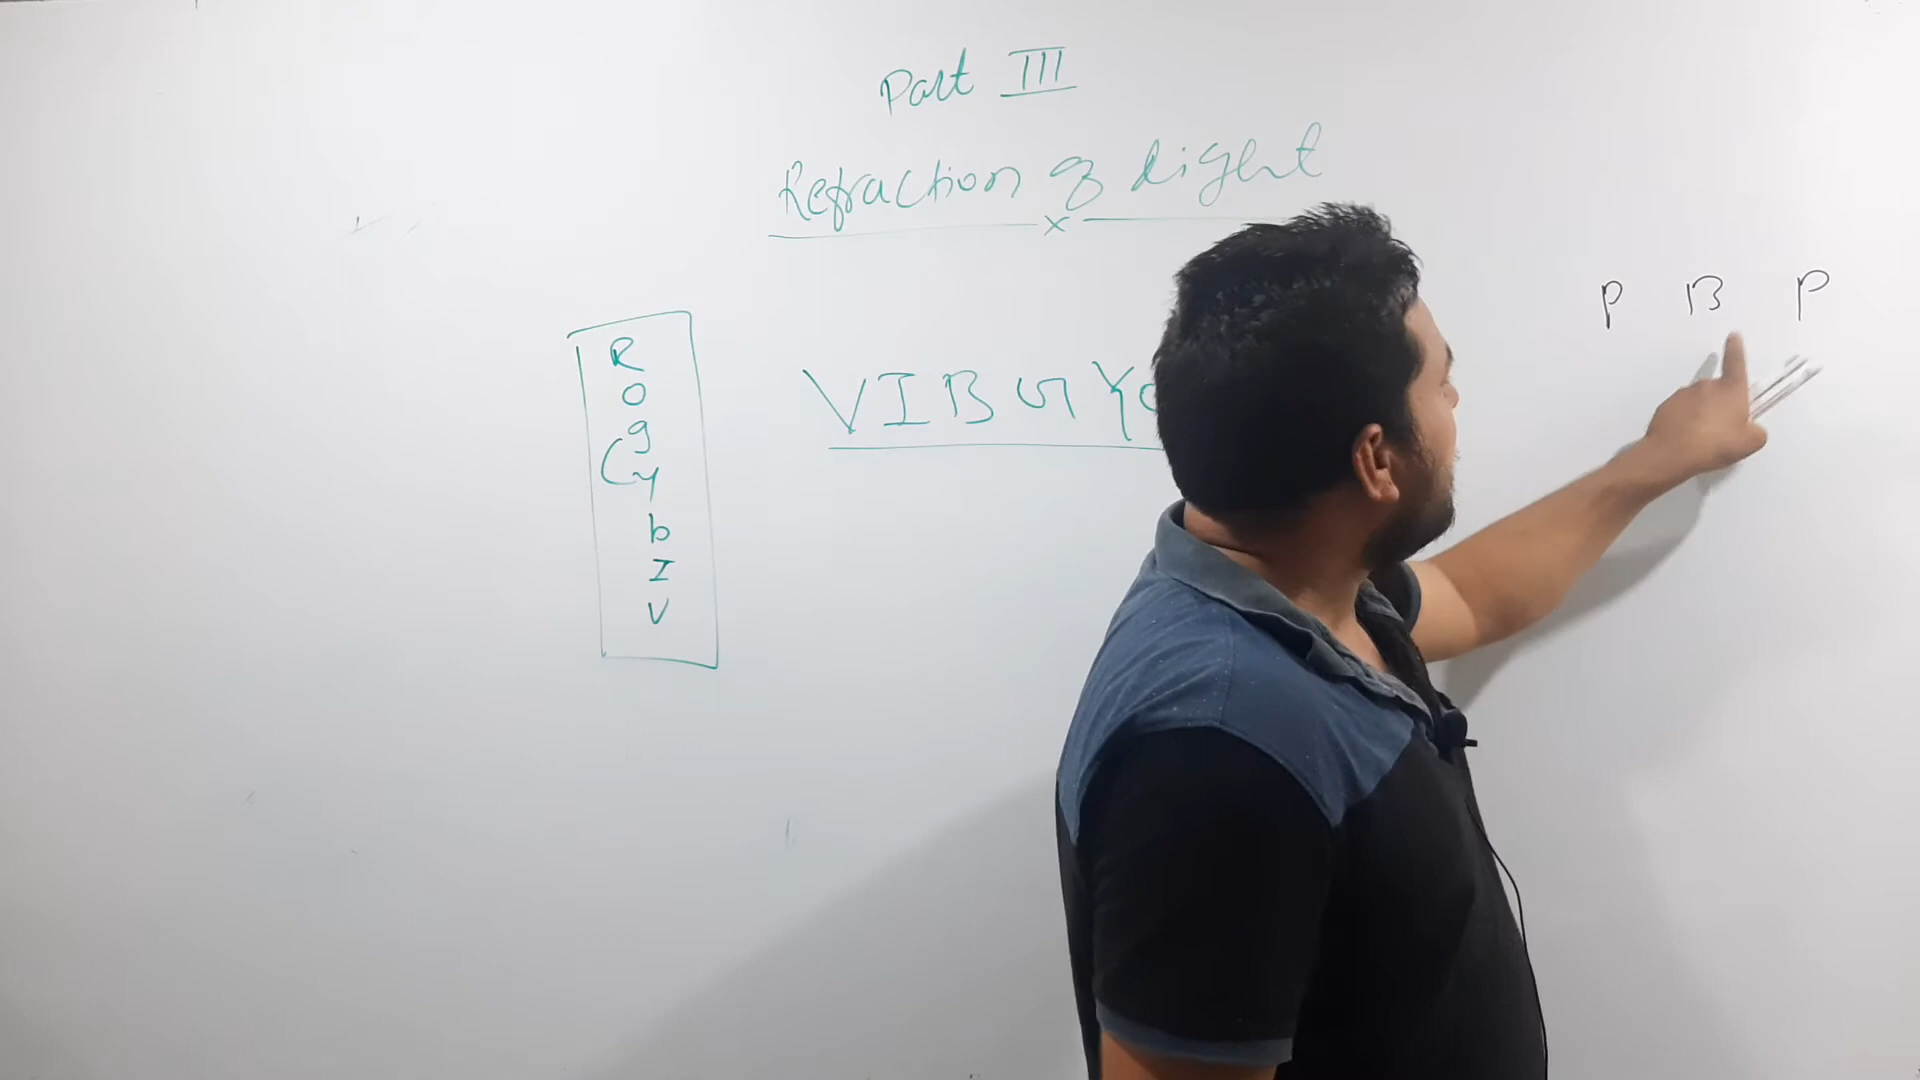 Part III
Refraction of light
x
P B P
VIBGYO
R
O
g
( y
b
I
V